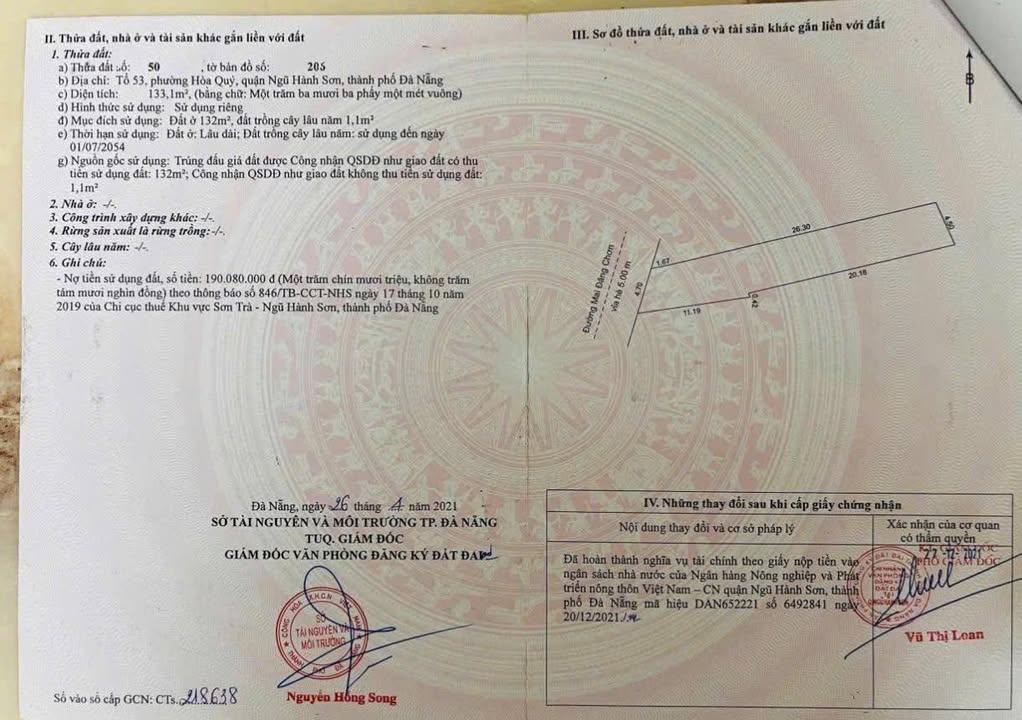 II. Thửa đất, nhà ở và tài sản khác gắn liền với đất
1. Thửa đất:
a) Thửa đất số: 50 , tờ bản đồ số: 206
b) Địa chỉ: Tổ 53, phường Hòa Quý, quận Ngũ Hành Sơn, thành phố Đà Nẵng
c) Diện tích: 133,1m², (bằng chữ: Một trăm ba mươi ba phẩy một mét vuông)
d) Hình thức sử dụng: Sử dụng riêng
đ) Mục đích sử dụng: Đất ở 132m², đất trồng cây lâu năm 1,1m²
e) Thời hạn sử dụng: Đất ở: Lâu dài; Đất trồng cây lâu năm: sử dụng đến ngày
01/07/2054
g) Nguồn gốc sử dụng: Trúng đấu giá đất được Công nhận QSDĐ như giao đất có thu
tiền sử dụng đất: 132m²; Công nhận QSDĐ như giao đất không thu tiền sử dụng đất:
1,1m²
2. Nhà ở: -/-.
3. Công trình xây dựng khác: -/-.
4. Rừng sản xuất là rừng trồng:-/-.
5. Cây lâu năm: -/-.
6. Ghi chú:
- Nợ tiền sử dụng đất, số tiền: 190.080.000 đ (Một trăm chín mươi triệu, không trăm
tám mươi nghìn đồng) theo thông báo số 846/TB-CCT-NHS ngày 17 tháng 10 năm
2019 của Chi cục thuế Khu vực Sơn Trà - Ngũ Hành Sơn, thành phố Đà Nẵng
Đà Nẵng, ngày 26 tháng 4 năm 2021
SỞ TÀI NGUYÊN VÀ MÔI TRƯỜNG TP. ĐÀ NẴNG
TUQ. GIÁM ĐỐC
GIÁM ĐỐC VĂN PHÒNG ĐĂNG KÝ ĐẤT ĐAI
SỞ
TÀI NGUYÊN VÀ
MÔI TRƯỜNG
Nguyễn Hồng Song
Số vào sổ cấp GCN: CTs.218638
III. Sơ đồ thửa đất, nhà ở và tài sản khác gắn liền với đất
B
Đường Mai Đăng Chơn
vỉa hè 5.00 m
1.67
4.70
26.30
4.50
20.18
0.42
11.19
IV. Những thay đổi sau khi cấp giấy chứng nhận
Nội dung thay đổi và cơ sở pháp lý
Xác nhận của cơ quan
có thẩm quyền
Đã hoàn thành nghĩa vụ tài chính theo giấy nộp tiền vào
ngân sách nhà nước của Ngân hàng Nông nghiệp và Phát
triển nông thôn Việt Nam – CN quận Ngũ Hành Sơn, thành
phố Đà Nẵng mã hiệu DAN652221 số 6492841 ngày
20/12/2021
22-12-2021
PHÓ GIÁM ĐỐC
Vũ Thị Loan